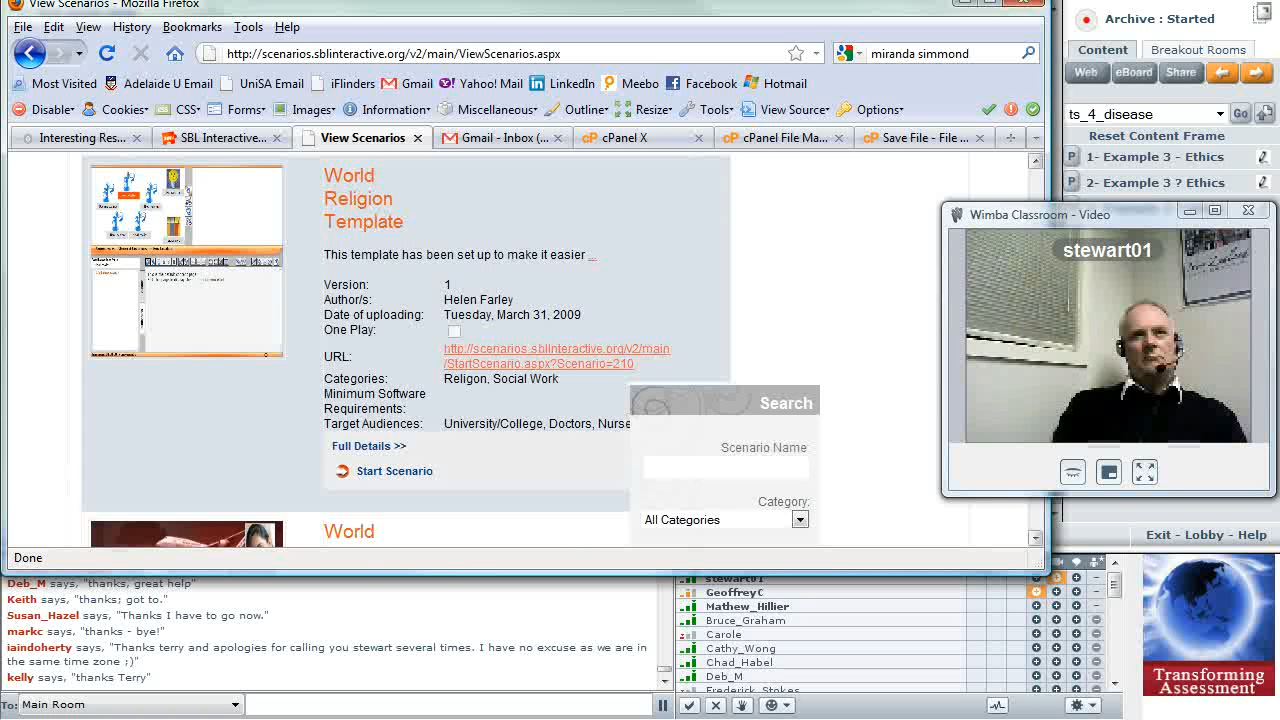 View Scenarios - Mozilla Firefox
File Edit View History Bookmarks Tools Help
http://scenarios.sblinteractive.org/v2/main/ViewScenarios.aspx
miranda simmond
Most Visited Adelaide U Email UniSA Email iFlinders Gmail Yahoo! Mail LinkedIn Meebo Facebook Hotmail
Disable Cookies CSS Forms Images Information Miscellaneous Outline Resize Tools View Source Options
Interesting Res... SBL Interactive... View Scenarios Gmail - Inbox (... cPanel X cPanel File Ma... Save File - File ...
World
Religion
Template
This template has been set up to make it easier ...
Version: 1
Author/s: Helen Farley
Date of uploading: Tuesday, March 31, 2009
One Play:
URL: http://scenarios.sblinteractive.org/v2/main
/StartScenario.aspx?Scenario=210
Categories: Religion, Social Work
Minimum Software
Requirements:
Target Audiences: University/College, Doctors, Nurse
Full Details >>
Start Scenario
World
Search
Scenario Name:
Category:
All Categories
Done
Archive : Started
Content Breakout Rooms
Web eBoard Share
ts_4_disease Go
Reset Content Frame
P 1- Example 3 - Ethics
P 2- Example 3 ? Ethics
Wimba Classroom - Video
stewart01
Exit - Lobby - Help
Deb_M says, "thanks, great help"
Keith says, "thanks; got to."
Susan_Hazel says, "Thanks I have to go now."
markc says, "thanks - bye!"
iaindoherty says, "Thanks terry and apologies for calling you stewart several times. I have no excuse as we are in
the same time zone ;)"
kelly says, "thanks Terry"
To: Main Room
stewart01
GeoffreyC
Mathew_Hillier
Bruce_Graham
Carole
Cathy_Wong
Chad_Habel
Deb_M
Frederick_Stokes
Transforming
Assessment